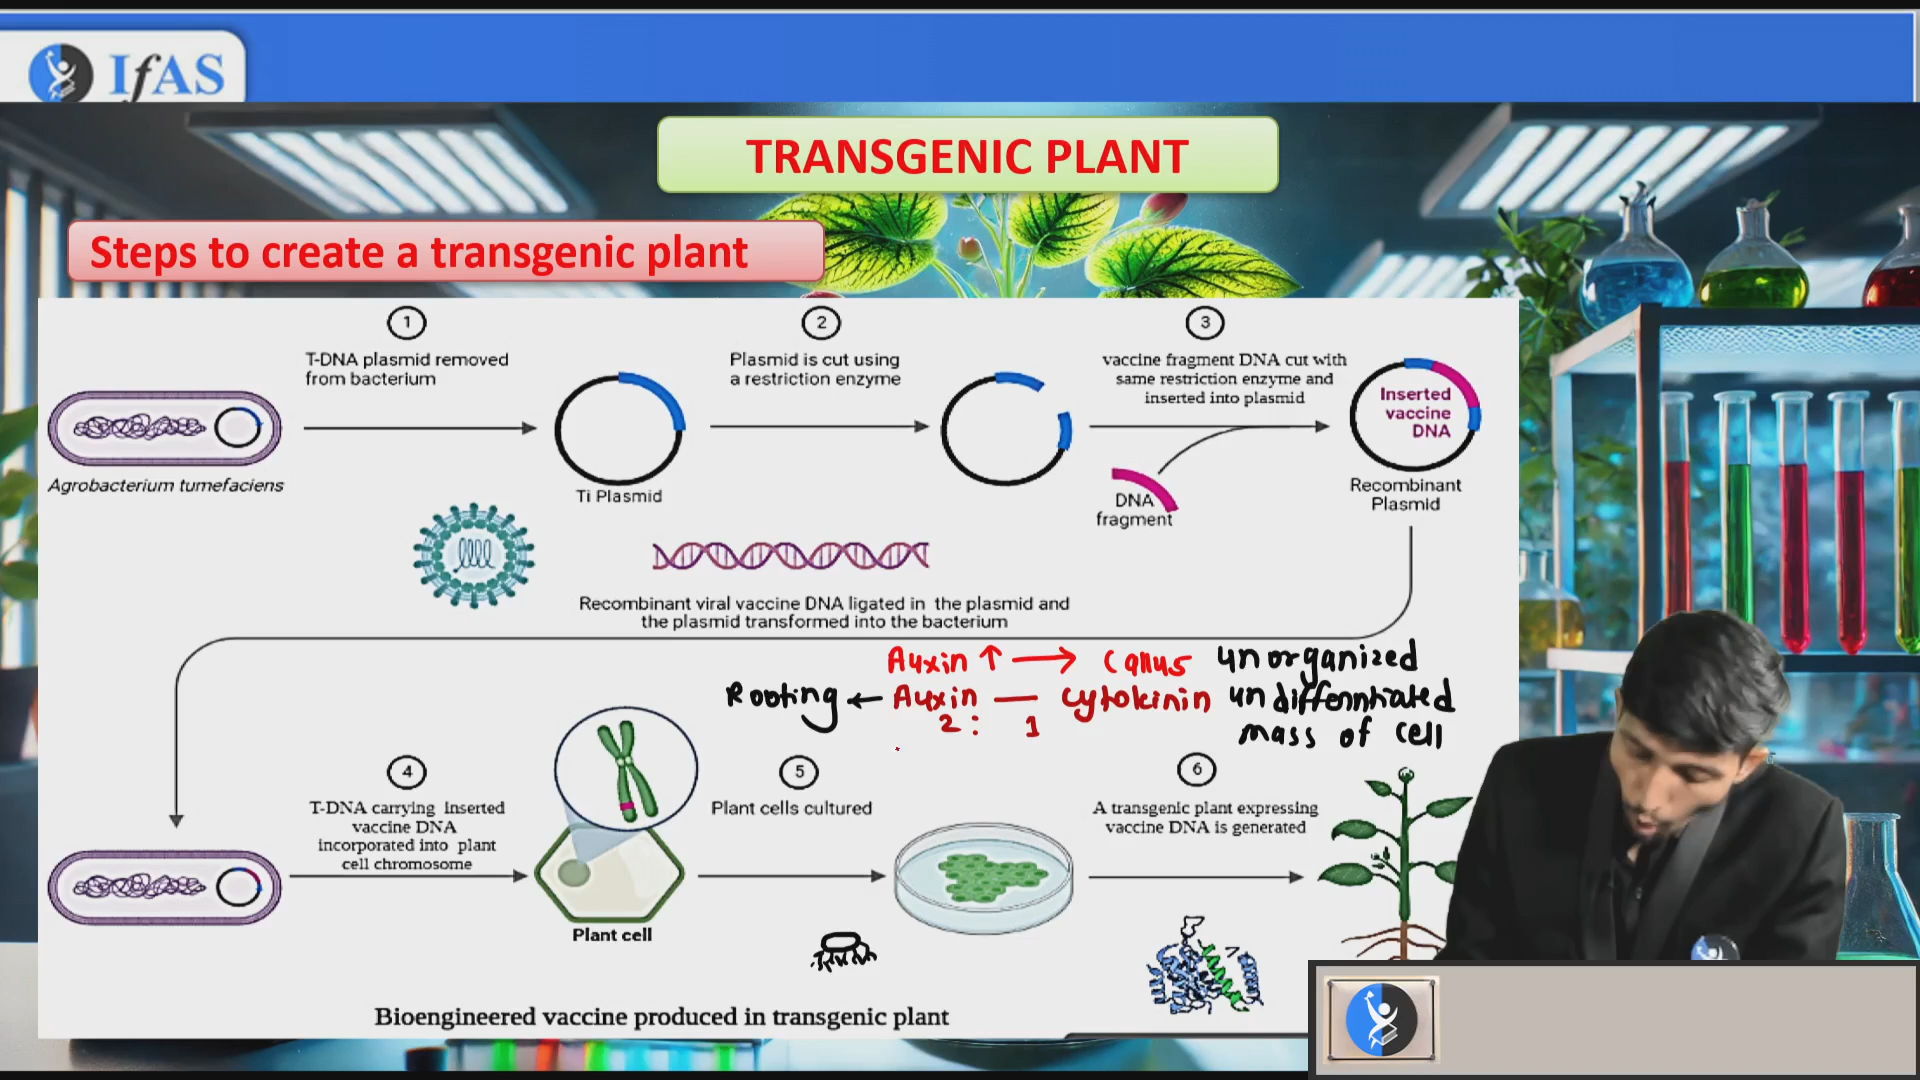 IfAS
TRANSGENIC PLANT
Steps to create a transgenic plant
1
T-DNA plasmid removed
from bacterium
2
Plasmid is cut using
a restriction enzyme
3
vaccine fragment DNA cut with
same restriction enzyme and
inserted into plasmid
Inserted
vaccine
DNA
Agrobacterium tumefaciens
Ti Plasmid
DNA
fragment
Recombinant
Plasmid
Recombinant viral vaccine DNA ligated in the plasmid and
the plasmid transformed into the bacterium
Auxin ↑ → Callus unorganized
Rooting ← Auxin — cytokinin undifferntiated
2 : 1 mass of cell
4
T-DNA carrying inserted
vaccine DNA
incorporated into plant
cell chromosome
5
Plant cells cultured
6
A transgenic plant expressing
vaccine DNA is generated
Plant cell
Bioengineered vaccine produced in transgenic plant